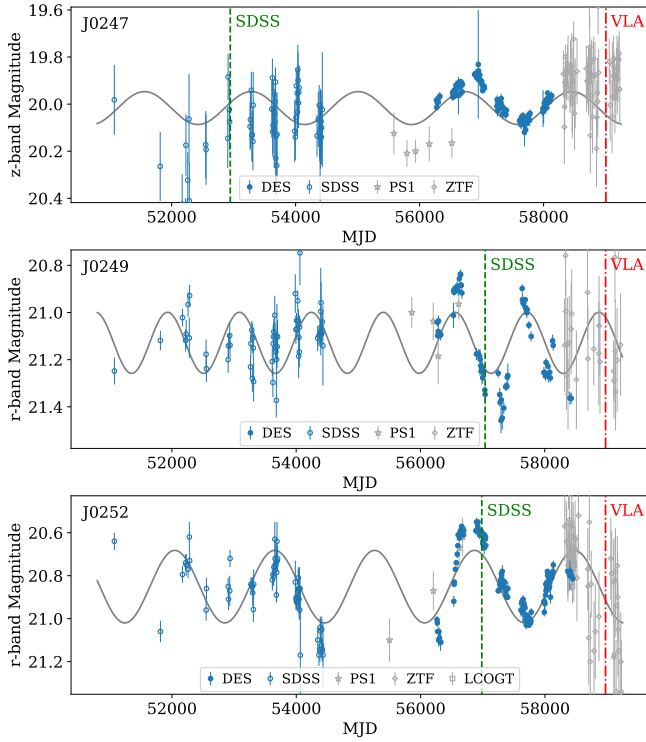 J0247
SDSS
VLA
z-band Magnitude
19.6
19.8
20.0
20.2
20.4
DES SDSS PS1 ZTF
52000 54000 56000 58000
MJD
J0249
SDSS
VLA
r-band Magnitude
20.8
21.0
21.2
21.4
DES SDSS PS1 ZTF
52000 54000 56000 58000
MJD
J0252
SDSS
VLA
r-band Magnitude
20.6
20.8
21.0
21.2
DES SDSS PS1 ZTF LCOGT
52000 54000 56000 58000
MJD